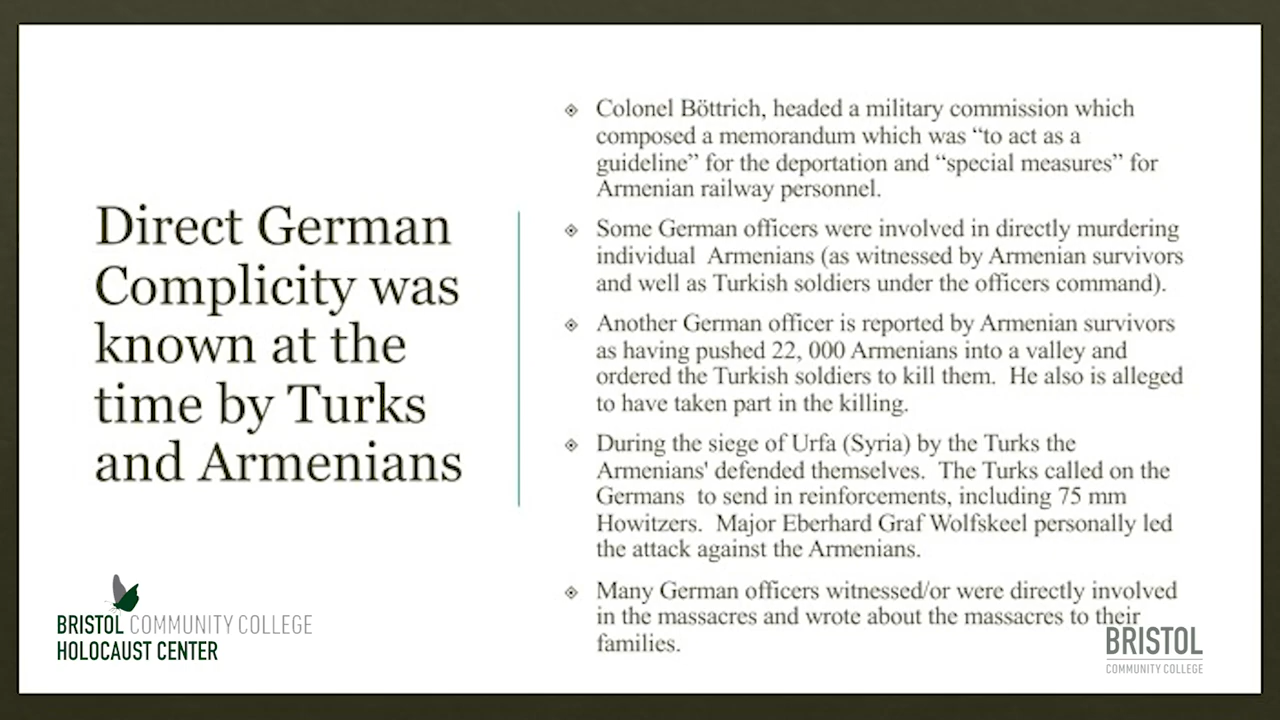 Direct German
Complicity was
known at the
time by Turks
and Armenians
Colonel Böttrich, headed a military commission which
composed a memorandum which was “to act as a
guideline” for the deportation and “special measures” for
Armenian railway personnel.
Some German officers were involved in directly murdering
individual Armenians (as witnessed by Armenian survivors
and well as Turkish soldiers under the officers command).
Another German officer is reported by Armenian survivors
as having pushed 22, 000 Armenians into a valley and
ordered the Turkish soldiers to kill them. He also is alleged
to have taken part in the killing.
During the siege of Urfa (Syria) by the Turks the
Armenians' defended themselves. The Turks called on the
Germans to send in reinforcements, including 75 mm
Howitzers. Major Eberhard Graf Wolfskeel personally led
the attack against the Armenians.
Many German officers witnessed/or were directly involved
in the massacres and wrote about the massacres to their
families.
BRISTOL COMMUNITY COLLEGE
HOLOCAUST CENTER
BRISTOL
COMMUNITY COLLEGE